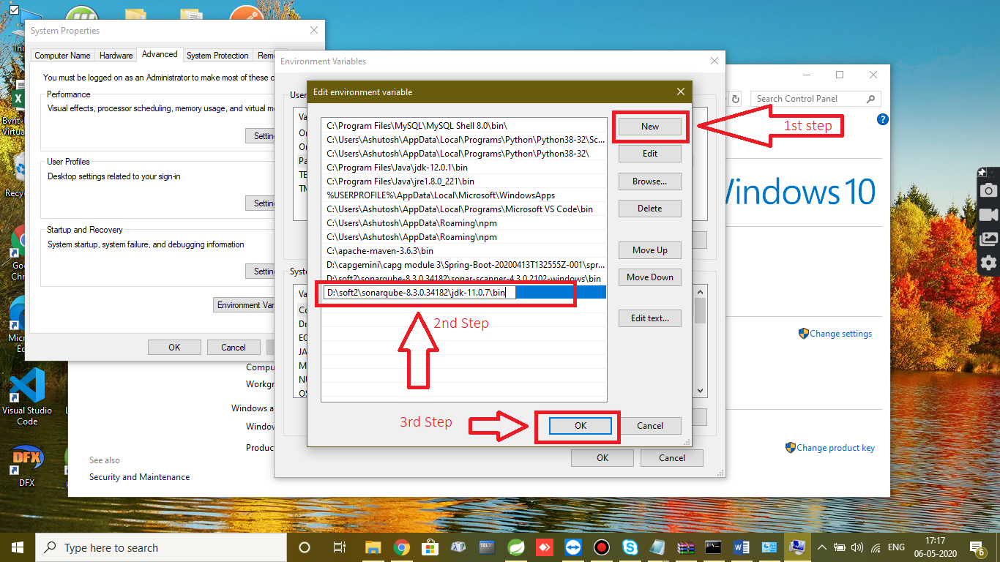 System Properties
Computer Name
Hardware
Advanced
System Protection
You must be logged on as an Administrator to make most of these
Performance
Visual effects, processor scheduling, memory usage, and virtual
User Profiles
Desktop settings related to your sign-in
Startup and Recovery
System startup, system failure, and debugging information
OK
Cancel
Environment Variables
Edit environment variable
C:\Program Files\MySQL\MySQL Shell 8.0\bin\
C:\Users\Ashutosh\AppData\Local\Programs\Python\Python38-32\Sc...
C:\Users\Ashutosh\AppData\Local\Programs\Python\Python38-32\
C:\Program Files\Java\jdk-12.0.1\bin
C:\Program Files\Java\jre1.8.0_221\bin
%USERPROFILE%\AppData\Local\Microsoft\WindowsApps
C:\Users\Ashutosh\AppData\Local\Programs\Microsoft VS Code\bin
C:\Users\Ashutosh\AppData\Roaming\npm
C:\Users\Ashutosh\AppData\Roaming\npm
C:\apache-maven-3.6.3\bin
D:\capgemini\capg module 3\Spring-Boot-20200413T132555Z-001\spr...
D:\soft2\sonarqube-8.3.0.34182\sonar-scanner-4.3.0.2102-windows\bin
D:\soft2\sonarqube-8.3.0.34182\jdk-11.0.7\bin
New
Edit
Browse...
Delete
Move Up
Move Down
Edit text...
OK
Cancel
1st step
2nd Step
3rd Step
OK
Cancel
Search Control Panel
Windows 10
Change settings
Change product key
See also
Security and Maintenance
Visual Studio
Code
DFX
DFX
Type here to search
ENG
17:17
06-05-2020
6